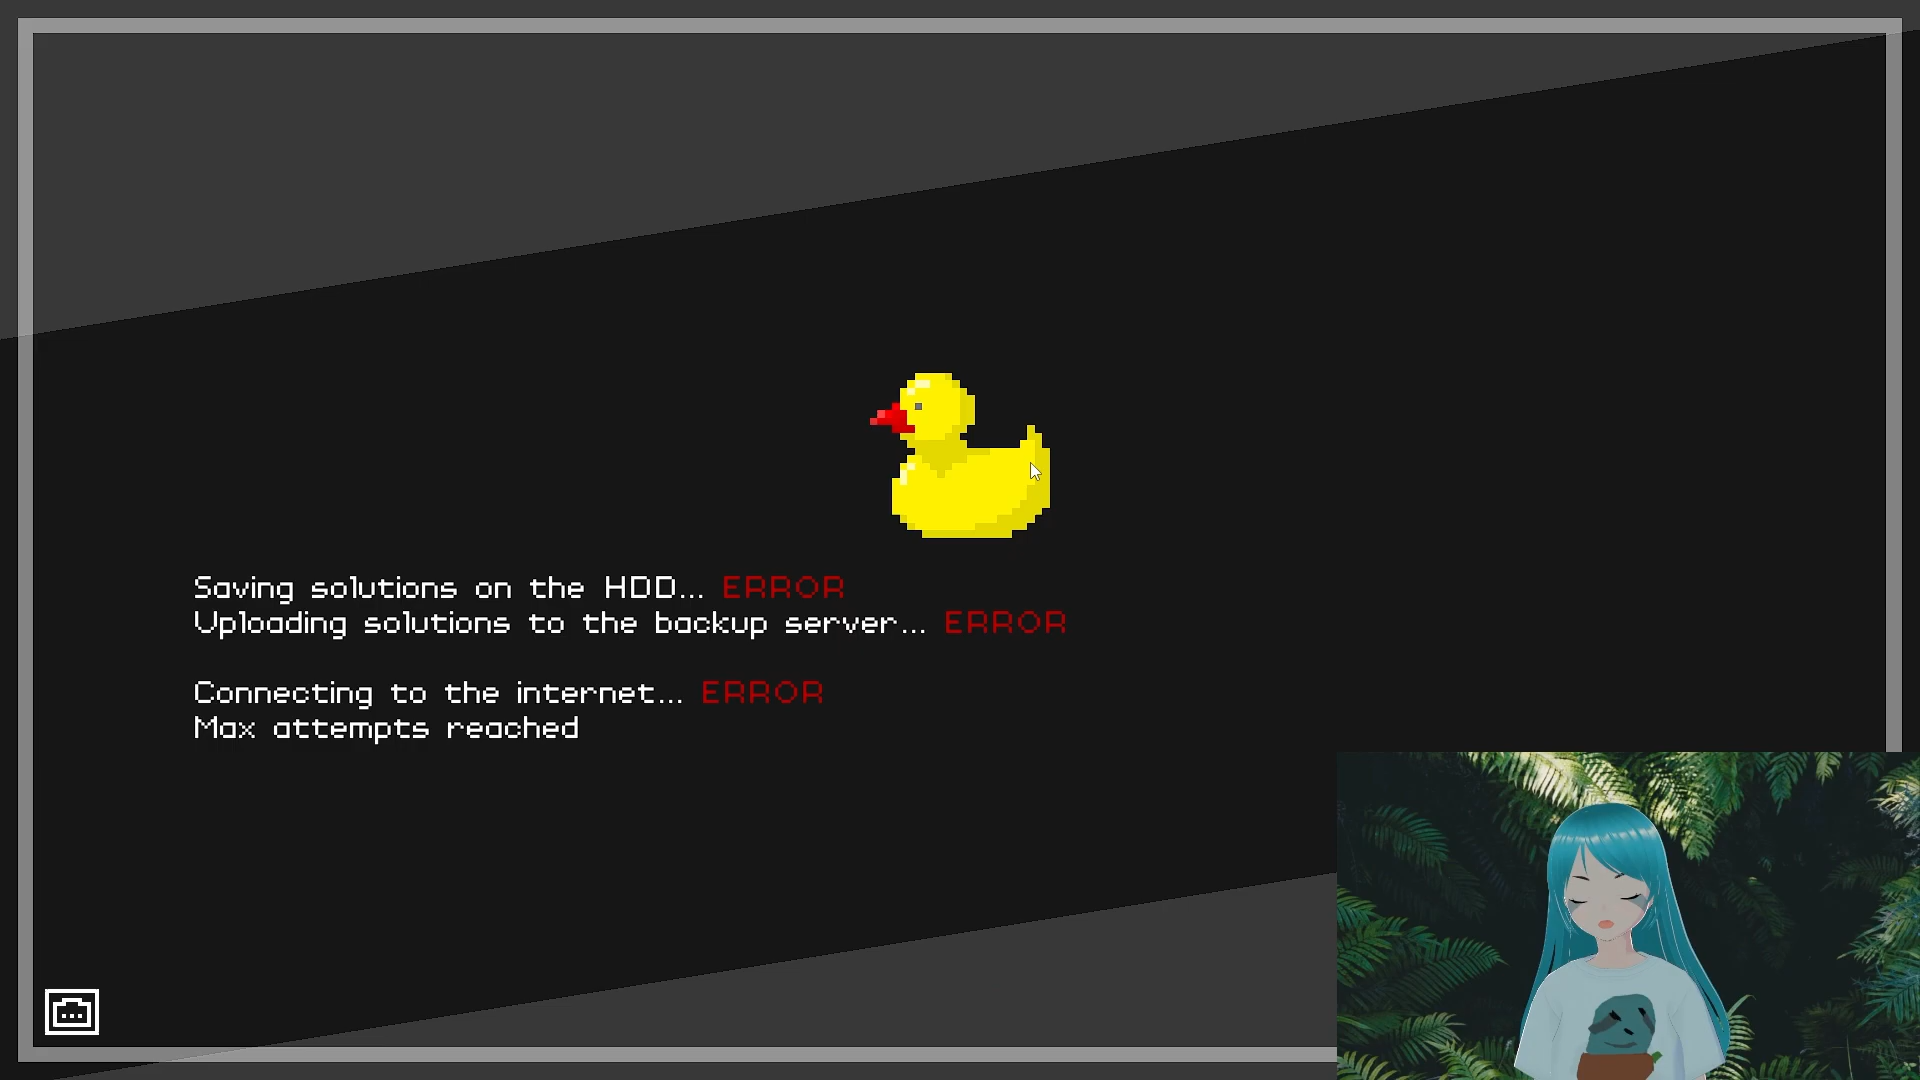 Saving solutions on the HDD... ERROR
Uploading solutions to the backup server... ERROR
Connecting to the internet... ERROR
Max attempts reached